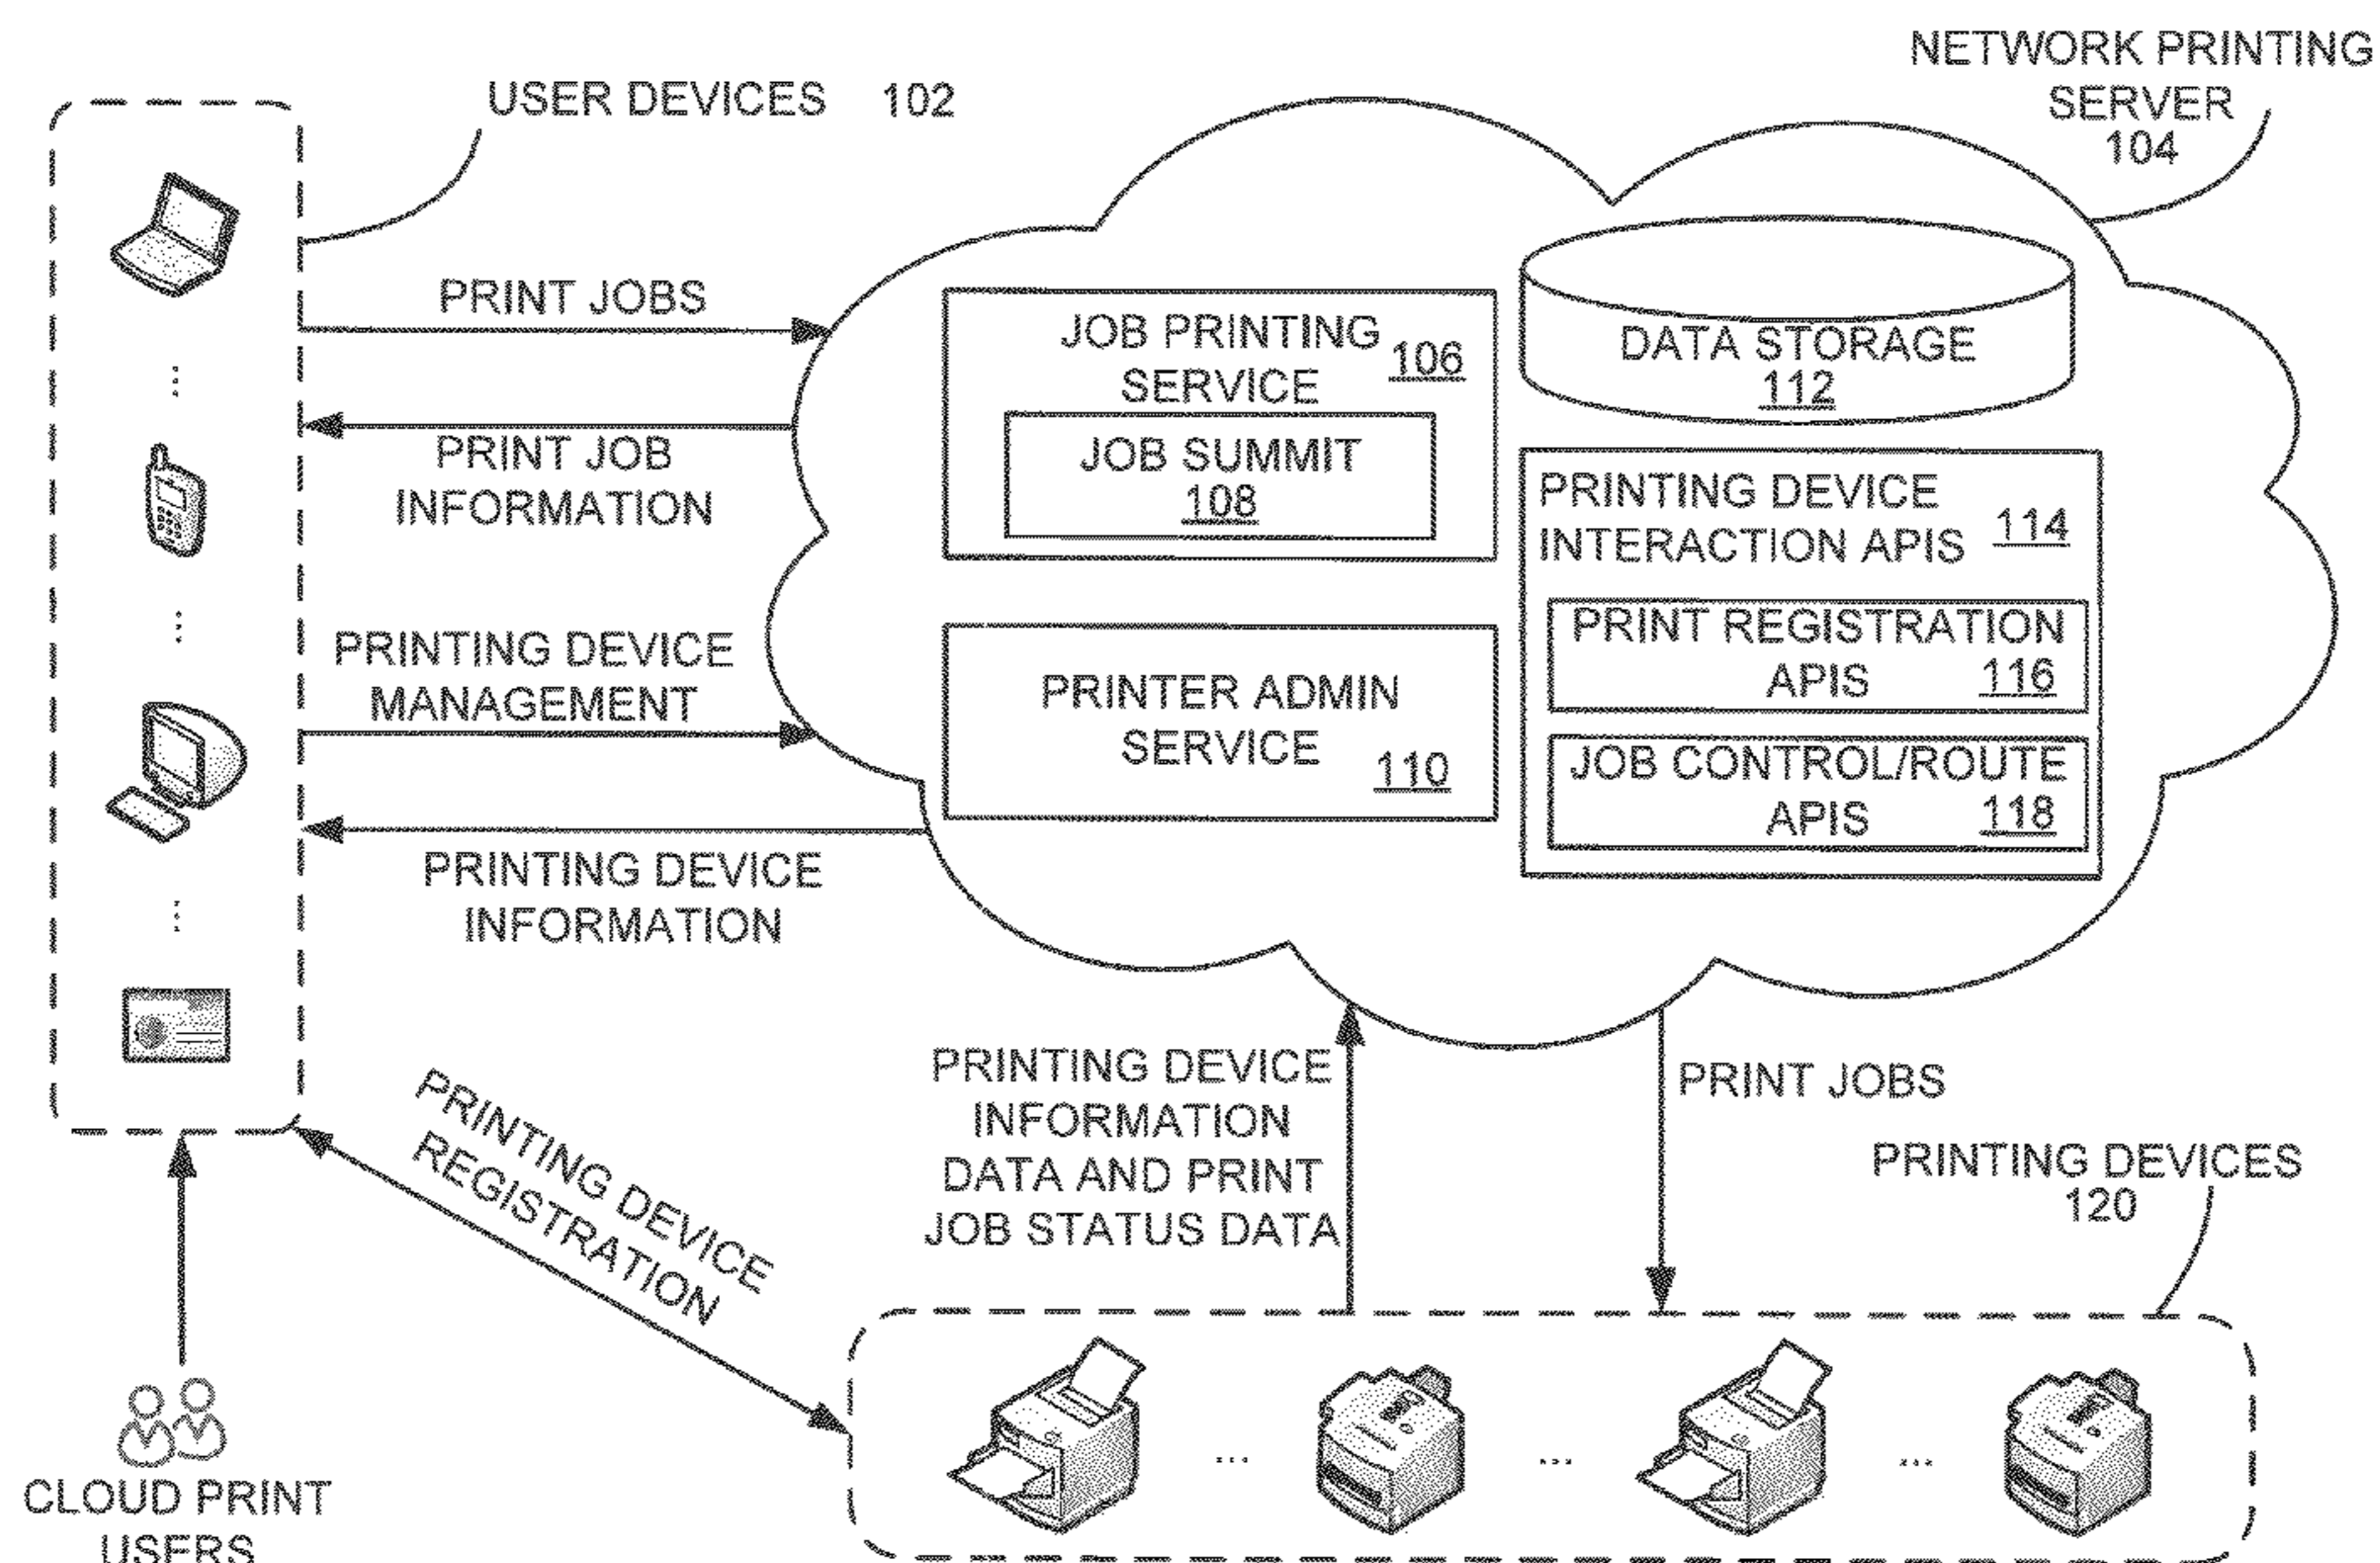 NETWORK PRINTING
SERVER
104
USER DEVICES 102
PRINT JOBS
PRINT JOB
INFORMATION
PRINTING DEVICE
MANAGEMENT
PRINTING DEVICE
INFORMATION
JOB PRINTING
SERVICE 106
JOB SUMMIT
108
PRINTER ADMIN
SERVICE 110
DATA STORAGE
112
PRINTING DEVICE
INTERACTION APIS 114
PRINT REGISTRATION
APIS 116
JOB CONTROL/ROUTE
APIS 118
PRINTING DEVICE
REGISTRATION
PRINTING DEVICE
INFORMATION
DATA AND PRINT
JOB STATUS DATA
PRINT JOBS
PRINTING DEVICES
120
CLOUD PRINT
USERS